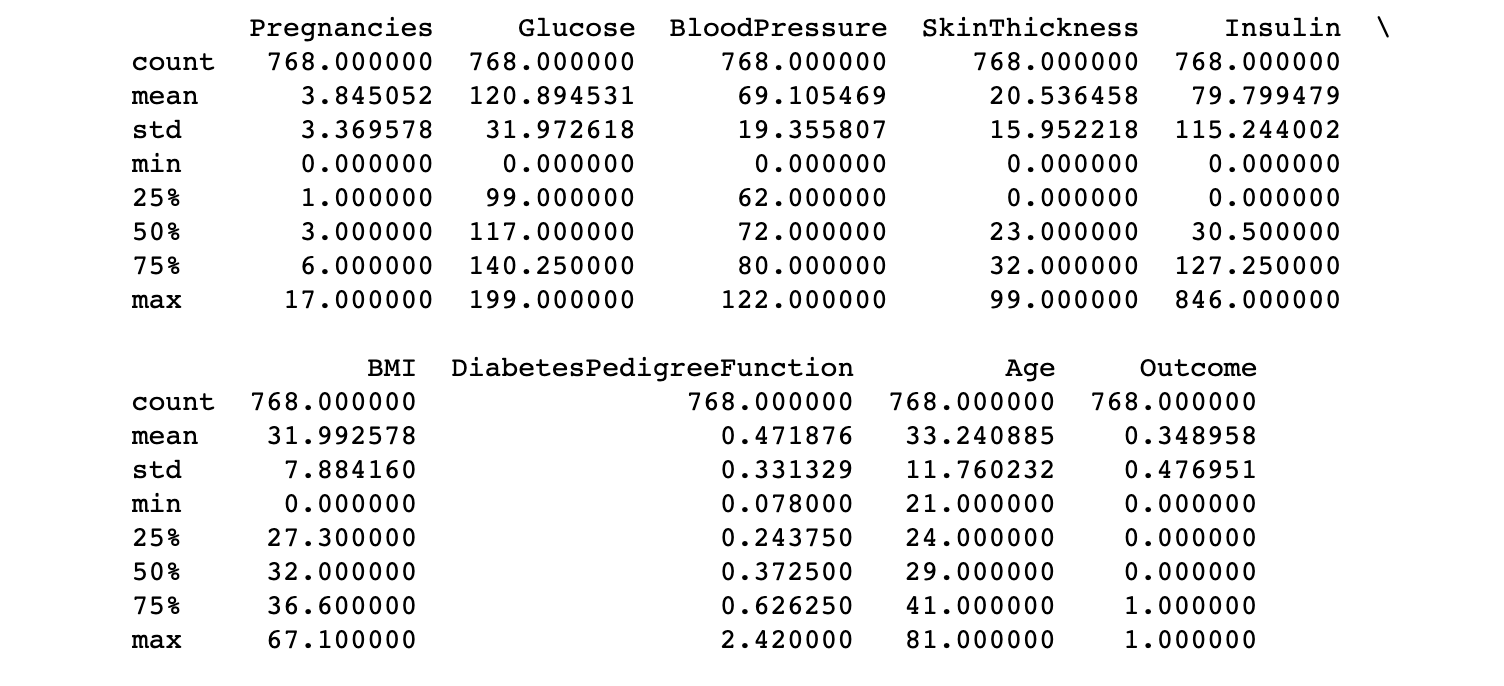 Pregnancies Glucose BloodPressure SkinThickness Insulin \
count 768.000000 768.000000 768.000000 768.000000 768.000000
mean 3.845052 120.894531 69.105469 20.536458 79.799479
std 3.369578 31.972618 19.355807 15.952218 115.244002
min 0.000000 0.000000 0.000000 0.000000 0.000000
25% 1.000000 99.000000 62.000000 0.000000 0.000000
50% 3.000000 117.000000 72.000000 23.000000 30.500000
75% 6.000000 140.250000 80.000000 32.000000 127.250000
max 17.000000 199.000000 122.000000 99.000000 846.000000
BMI DiabetesPedigreeFunction Age Outcome
count 768.000000 768.000000 768.000000 768.000000
mean 31.992578 0.471876 33.240885 0.348958
std 7.884160 0.331329 11.760232 0.476951
min 0.000000 0.078000 21.000000 0.000000
25% 27.300000 0.243750 24.000000 0.000000
50% 32.000000 0.372500 29.000000 0.000000
75% 36.600000 0.626250 41.000000 1.000000
max 67.100000 2.420000 81.000000 1.000000